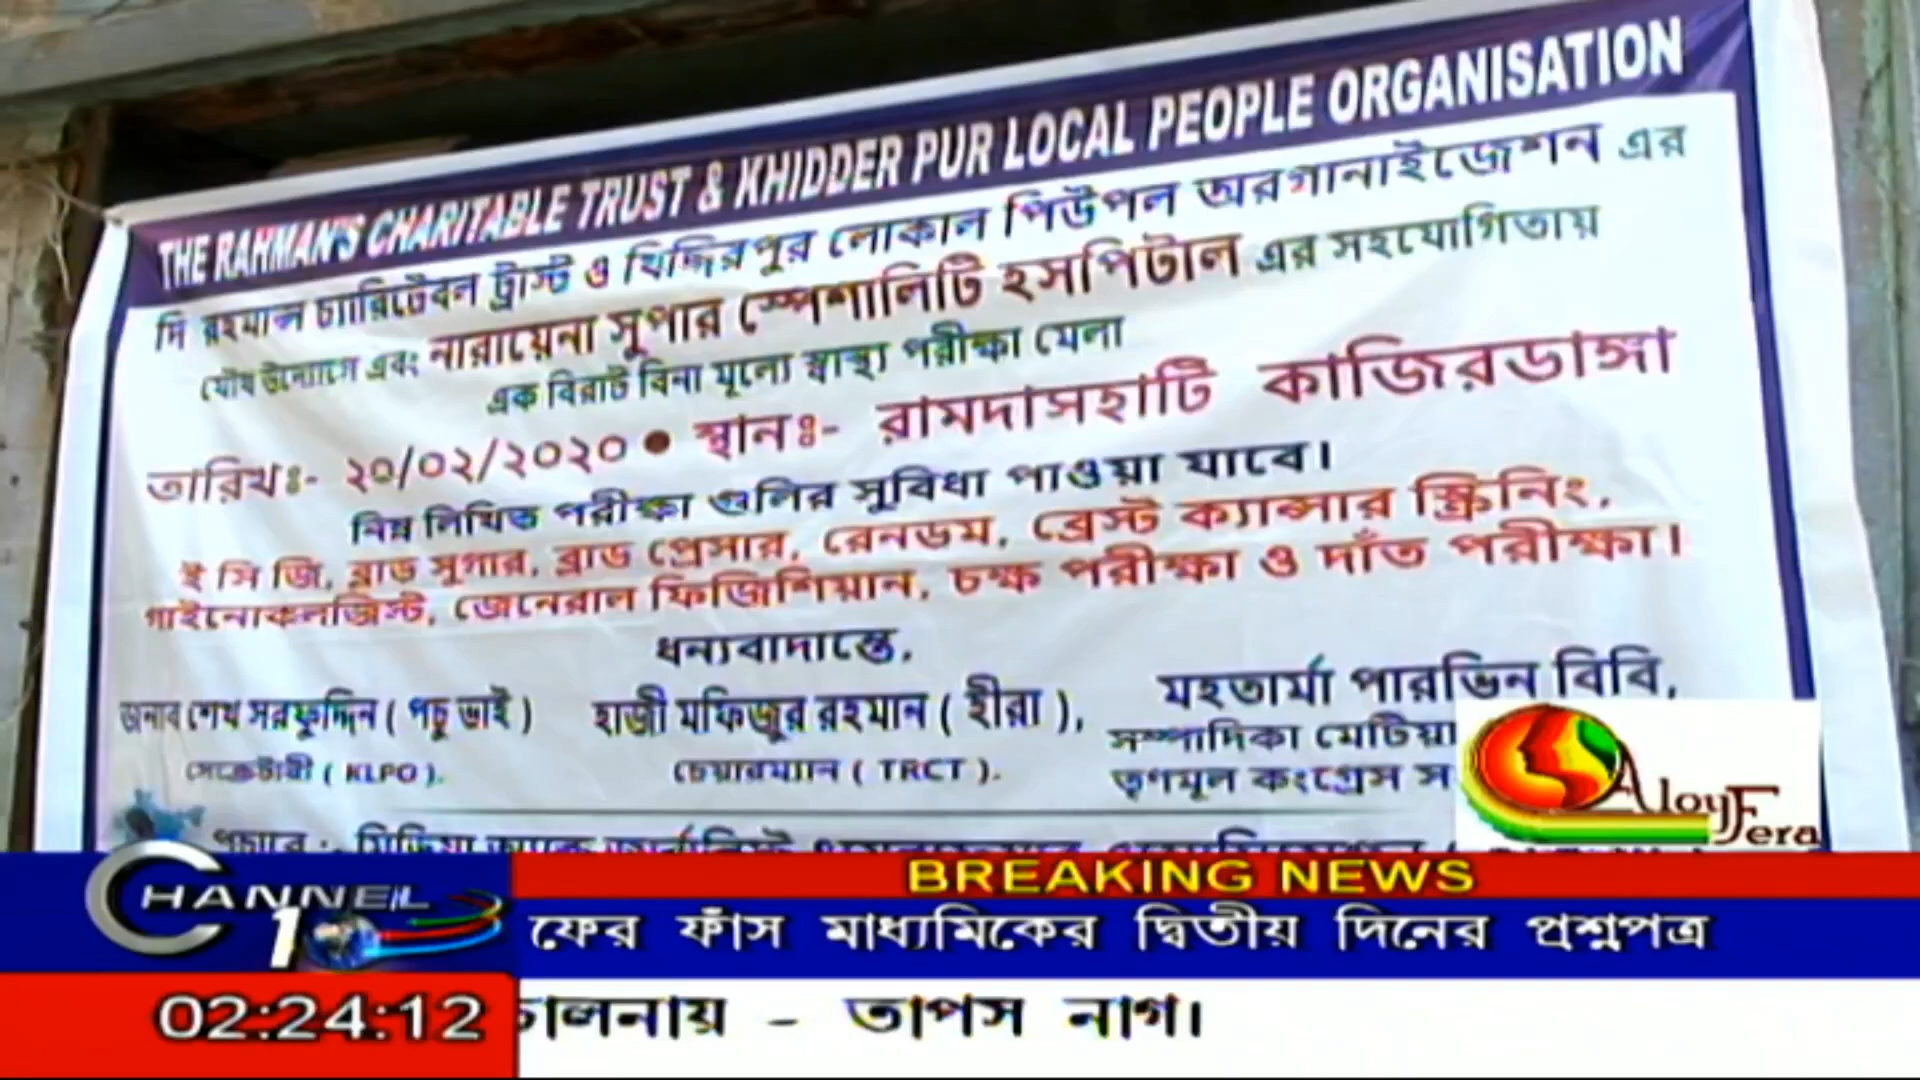 THE RAHMAN'S CHARITABLE TRUST & KHIDDER PUR LOCAL PEOPLE ORGANISATION
দি রহমান্স চ্যারিটেবল ট্রাস্ট ও খিদ্দিরপুর লোকাল পিউপল অরগানাইজেশন এর
যৌথ উদ্যোগে এবং নারায়েনা সুপার স্পেশালিটি হসপিটাল এর সহযোগিতায়
এক বিরাট বিনা মূল্যে স্বাস্থ্য পরীক্ষা মেলা
তারিখঃ- ২০/০২/২০২০ ● স্থানঃ- রামদাসহাটি কাজিরডাঙ্গা
নিম্ন লিখিত পরীক্ষা গুলির সুবিধা পাওয়া যাবে।
ই সি জি, ব্লাড সুগার, ব্লাড প্রেসার, রেনডম, ব্রেস্ট ক্যান্সার স্ক্রিনিং,
গাইনোকলজিস্ট, জেনেরাল ফিজিশিয়ান, চক্ষ পরীক্ষা ও দাঁত পরীক্ষা।
ধন্যবাদান্তে,
জনাব শেখ সরফুদ্দিন ( পচু ভাই ) হাজী মফিজুর রহমান ( হীরা ), মহতার্মা পারভিন বিবি,
সেক্রেটারী ( KLPO ). চেয়ারম্যান ( TRCT ). সম্পাদিকা মেটিয়া
তৃণমূল কংগ্রেস স
AloyFera
BREAKING NEWS
CHANNEL 10
ফের ফাঁস মাধ্যমিকের দ্বিতীয় দিনের প্রশ্নপত্র
02:24:12
চালনায় - তাপস নাগ।